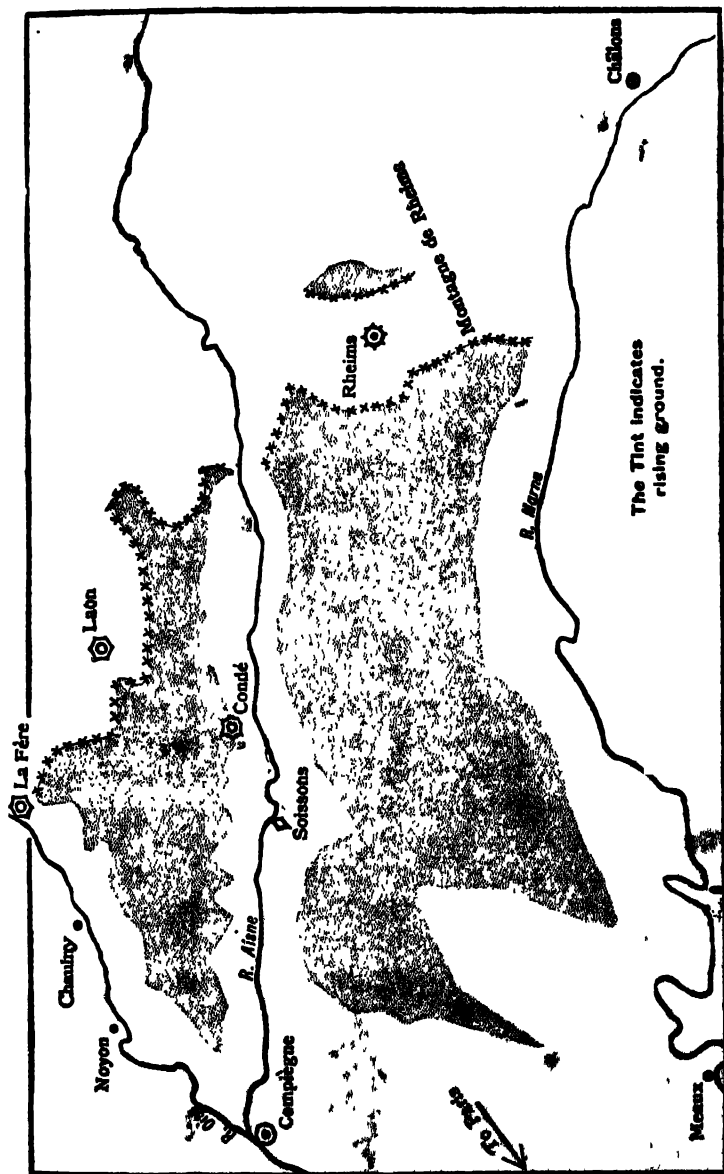 La Fère
Laôn
Chauny
Noyon
Condé
Soissons
R. Aisne
Compiègne
Rheims
Montagne de Rheims
Châlons
R. Marne
The Tint indicates
rising ground.
To Paris
Meaux